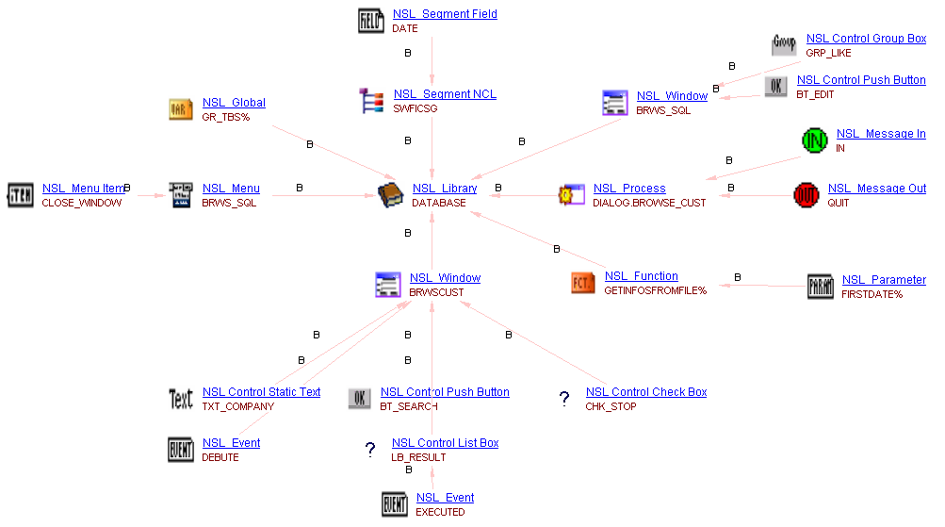 FIELD
NSL_Segment Field
DATE
B
Group
NSL Control Group Box
GRP_LIKE
B
OK
NSL Control Push Button
BT_EDIT
B
VAR
NSL_Global
GR_TBS%
NSL_Segment NCL
SWFICSG
NSL_Window
BRWS_SQL
B
B
B
IN
NSL_Message In
IN
B
ITEM
NSL_Menu Item
CLOSE_WINDOW
B
NSL_Menu
BRWS_SQL
B
NSL_Library
DATABASE
B
NSL_Process
DIALOG.BROWSE_CUST
B
OUT
NSL_Message Out
QUIT
B
B
NSL_Window
BRWSCUST
FCT.
NSL_Function
GETINFOSFROMFILE%
B
PARAM
NSL_Parameter
FIRSTDATE%
B
B
B
B
B
Text
NSL Control Static Text
TXT_COMPANY
OK
NSL Control Push Button
BT_SEARCH
?
NSL Control Check Box
CHK_STOP
EVENT
NSL_Event
DEBUTE
?
NSL Control List Box
LB_RESULT
B
EVENT
NSL_Event
EXECUTED